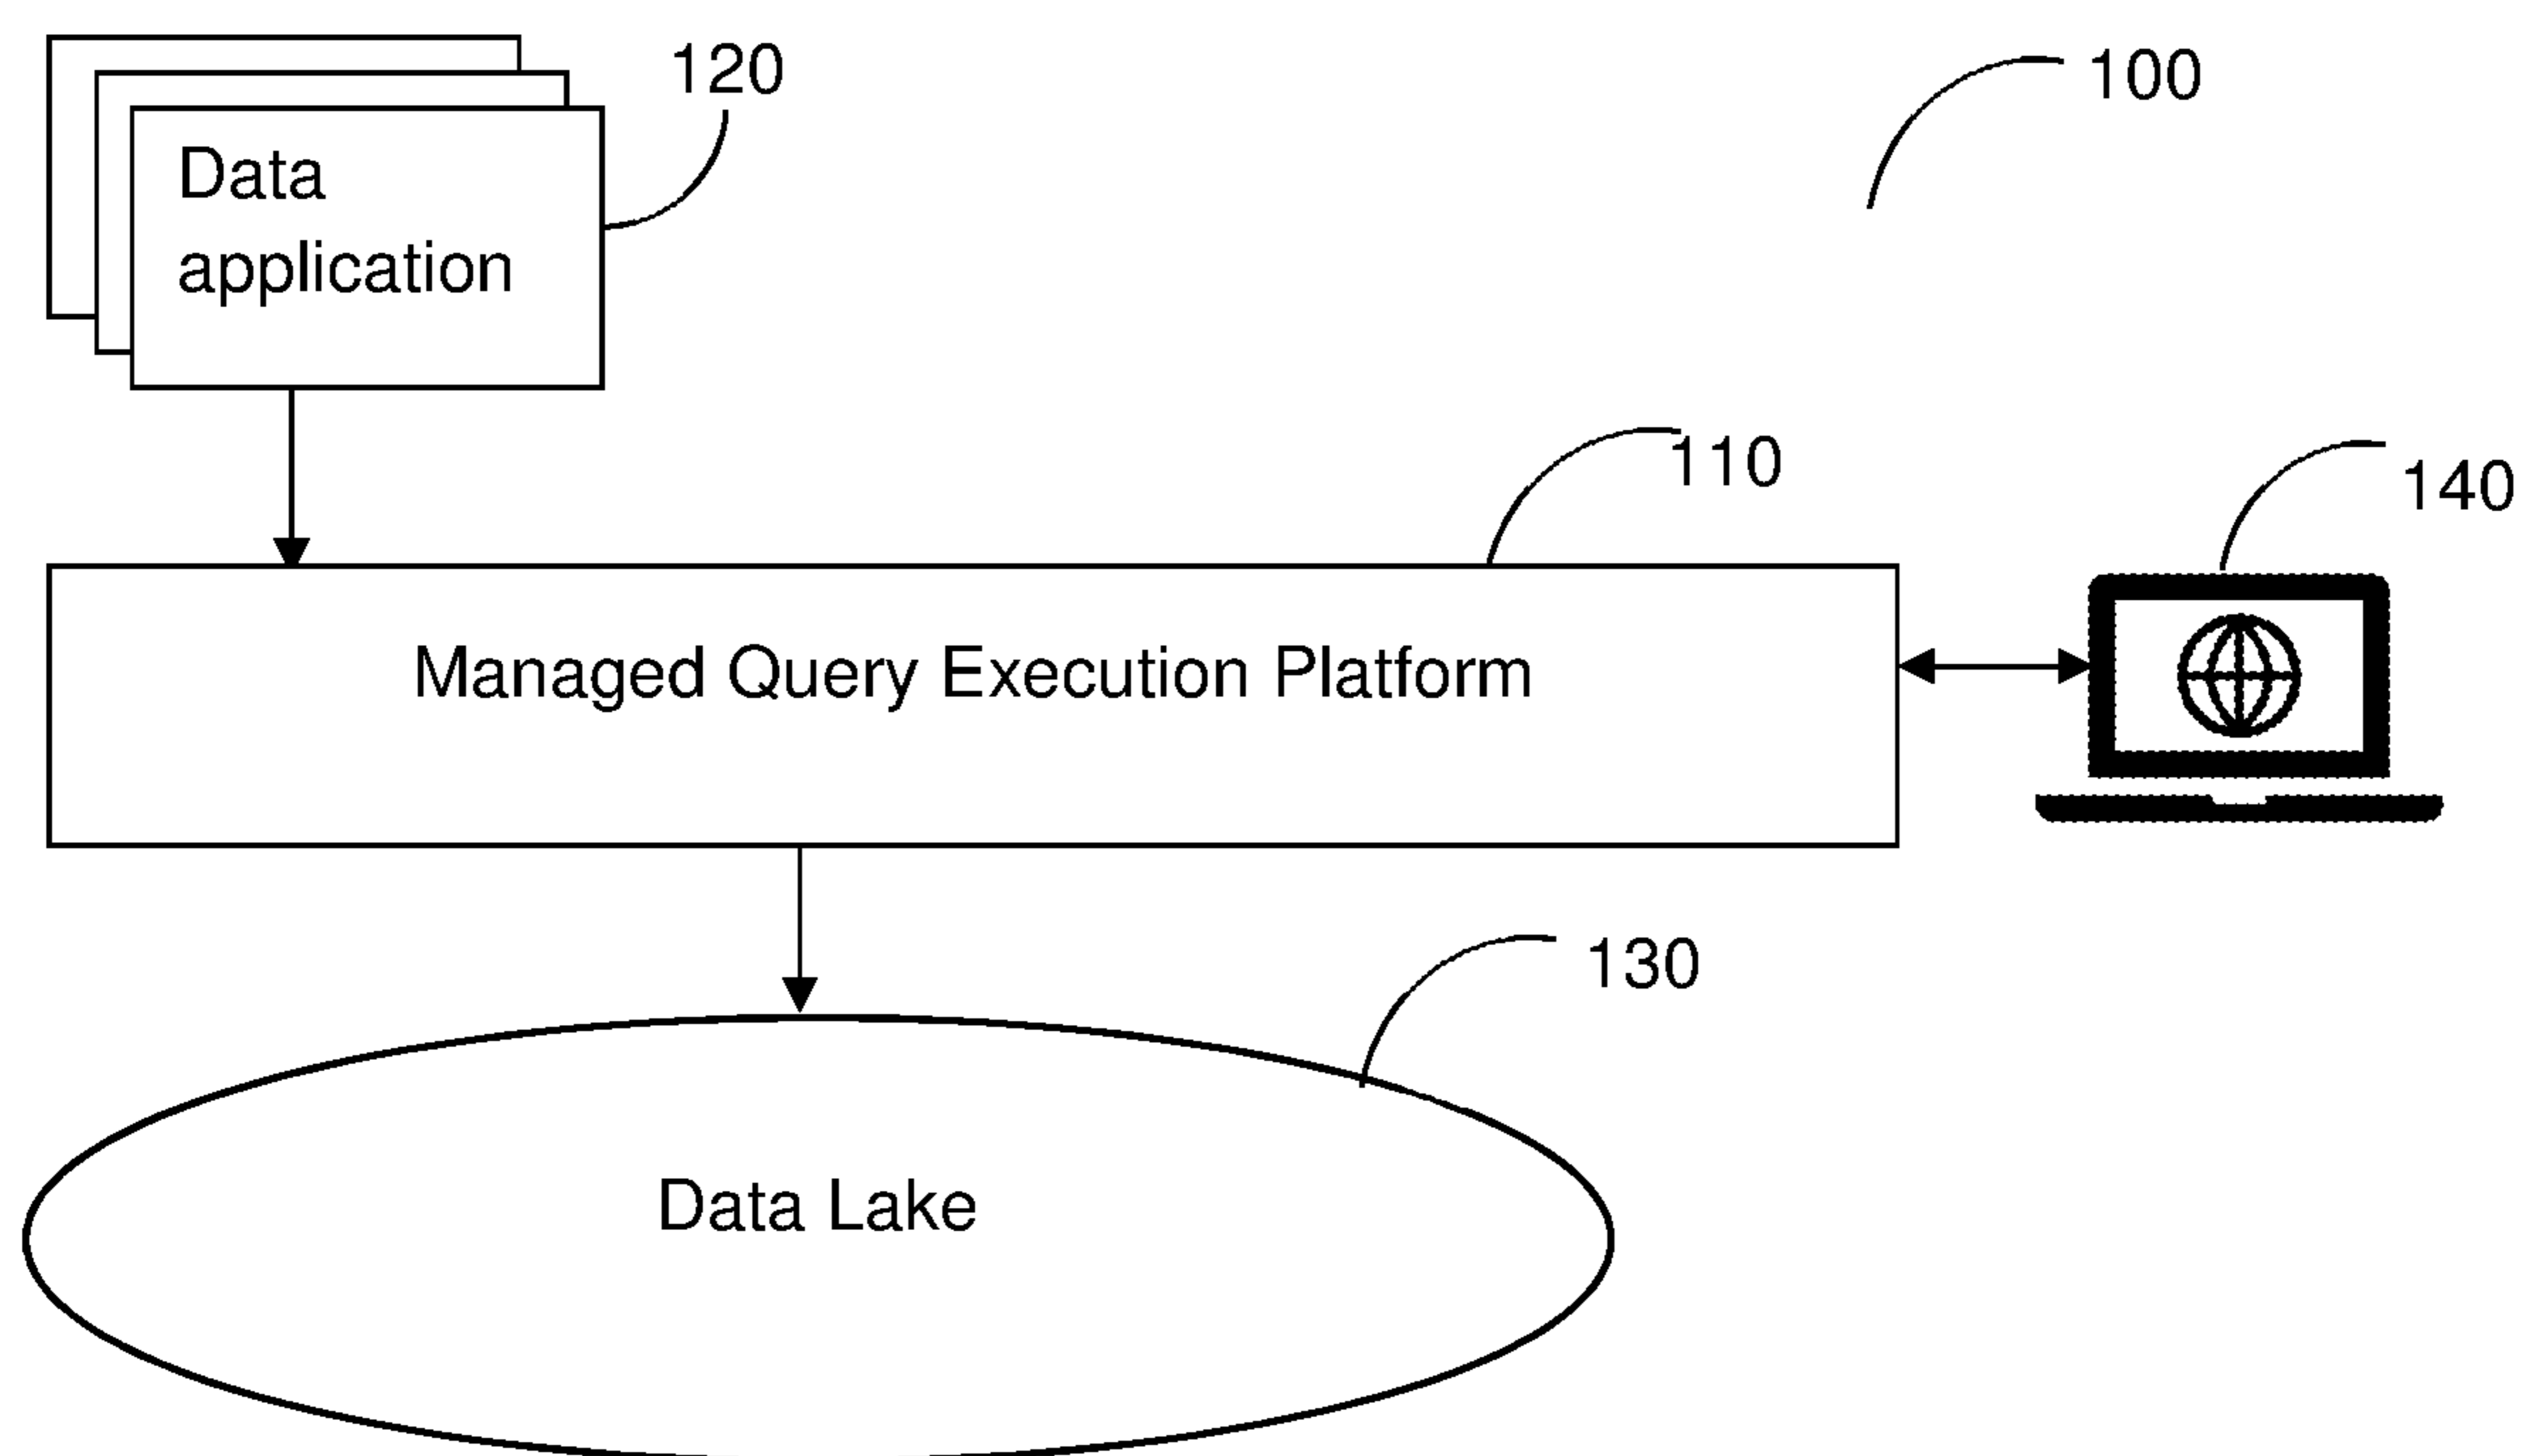 120
100
Data
application
110
140
Managed Query Execution Platform
130
Data Lake